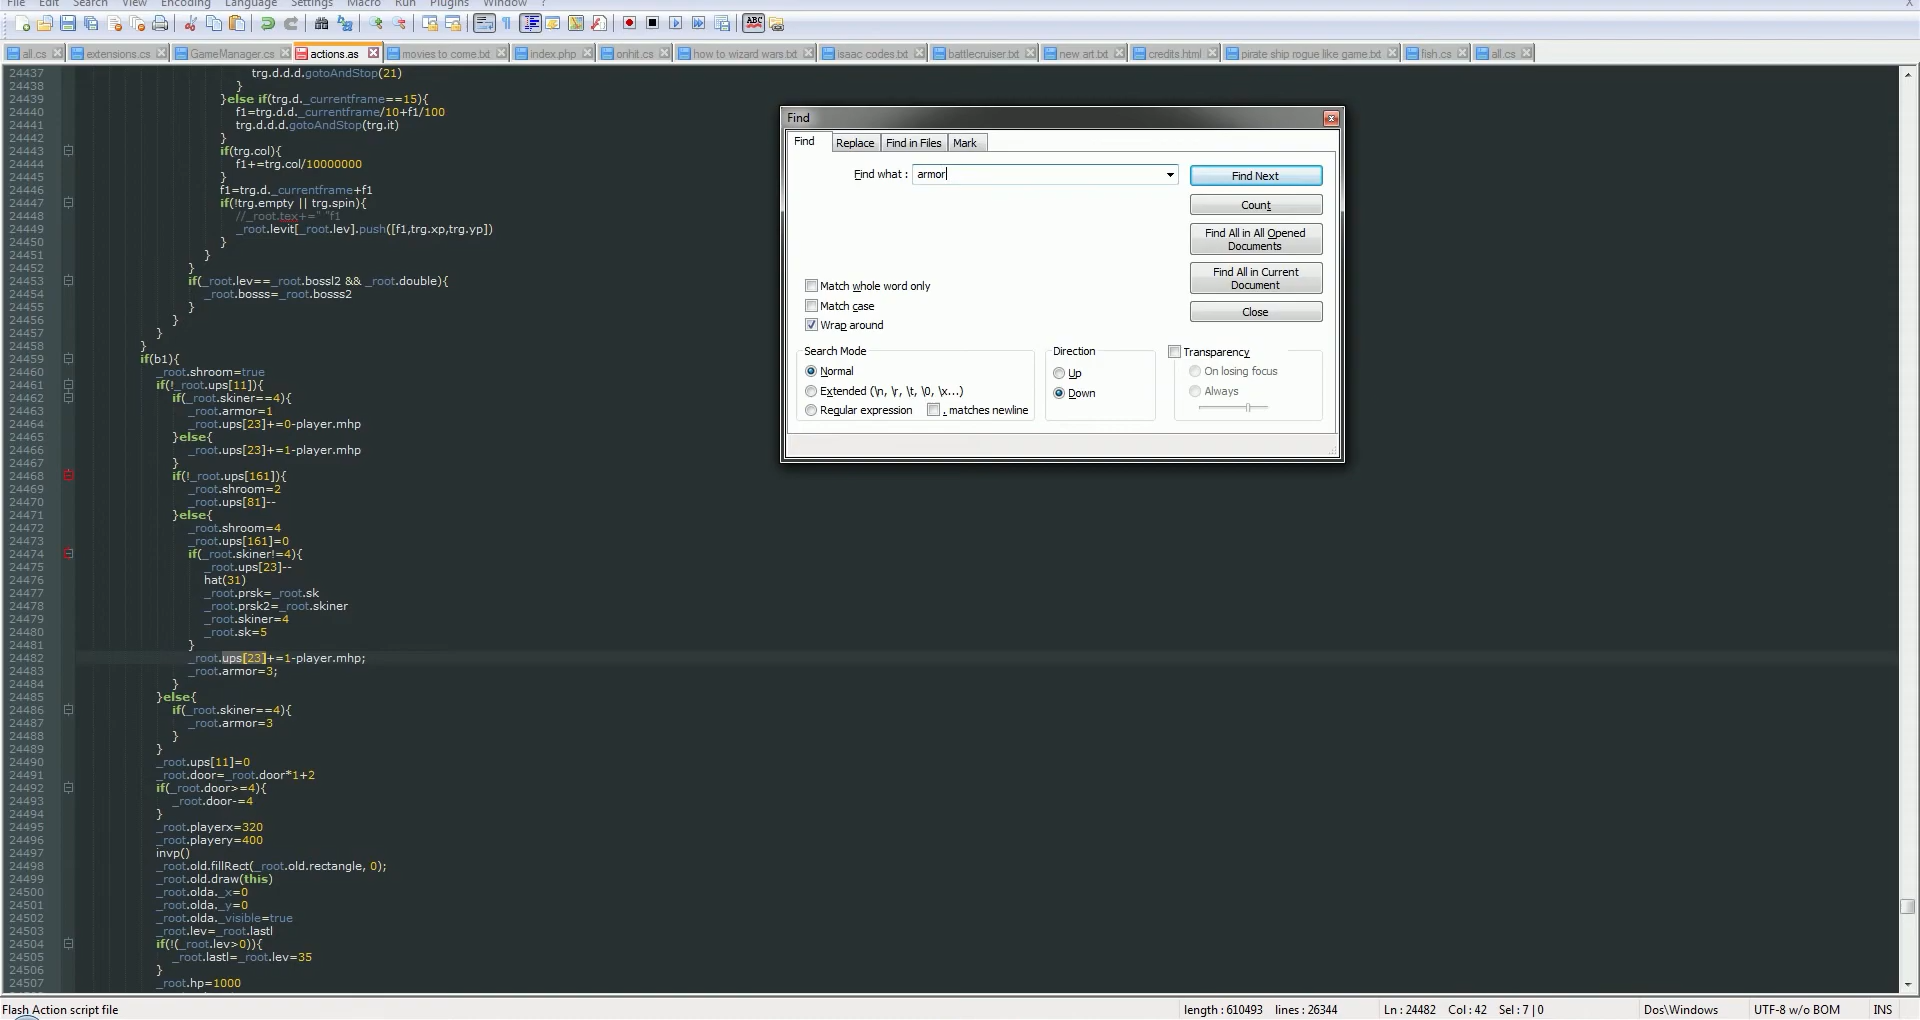 File Edit Search View Encoding Language Settings Macro Run Plugins Window ? X
all.cs extensions.cs GameManager.cs actions.as movies to come.txt index.php onhit.cs how to wizard wars.txt isaac codes.txt battlecruiser.txt new art.txt credits.html pirate ship rogue like game.txt fish.cs all.cs
24437 trg.d.d.d.gotoAndStop(21)
24438 }
24439 }else if(trg.d._currentframe==15){
24440 f1=trg.d.d._currentframe/10+f1/100
24441 trg.d.d.d.gotoAndStop(trg.it)
24442 }
24443 if(trg.col){
24444 f1+=trg.col/10000000
24445 }
24446 f1=trg.d._currentframe+f1
24447 if(!trg.empty || trg.spin){
24448 //_root.tex+=" "f1
24449 _root.levit[_root.lev].push([f1,trg.xp,trg.yp])
24450 }
24451 }
24452 }
24453 if(_root.lev==_root.bossl2 && _root.double){
24454 _root.bosss=_root.bosss2
24455 }
24456 }
24457 }
24458 }
24459 if(b1){
24460 _root.shroom=true
24461 if(!_root.ups[11]){
24462 if(_root.skiner==4){
24463 _root.armor=1
24464 _root.ups[23]+=0-player.mhp
24465 }else{
24466 _root.ups[23]+=1-player.mhp
24467 }
24468 if(!_root.ups[161]){
24469 _root.shroom=2
24470 _root.ups[81]--
24471 }else{
24472 _root.shroom=4
24473 _root.ups[161]=0
24474 if(_root.skiner!=4){
24475 _root.ups[23]--
24476 hat(31)
24477 _root.prsk=_root.sk
24478 _root.prsk2=_root.skiner
24479 _root.skiner=4
24480 _root.sk=5
24481 }
24482 _root.ups[23]+=1-player.mhp;
24483 _root.armor=3;
24484 }
24485 }else{
24486 if(_root.skiner==4){
24487 _root.armor=3
24488 }
24489 }
24490 _root.ups[11]=0
24491 _root.door=_root.door*1+2
24492 if(_root.door>=4){
24493 _root.door-=4
24494 }
24495 _root.playerx=320
24496 _root.playery=400
24497 invp()
24498 _root.old.fillRect(_root.old.rectangle, 0);
24499 _root.old.draw(this)
24500 _root.olda._x=0
24501 _root.olda._y=0
24502 _root.olda._visible=true
24503 _root.lev=_root.lastl
24504 if(!(_root.lev>0)){
24505 _root.lastl=_root.lev=35
24506 }
24507 _root.hp=1000
Find
Find Replace Find in Files Mark
Find what : armor
Find Next
Count
Find All in All Opened
Documents
Find All in Current
Document
Close
Match whole word only
Match case
Wrap around
Search Mode
Normal
Extended (\n, \r, \t, \0, \x...)
Regular expression . matches newline
Direction
Up
Down
Transparency
On losing focus
Always
Flash Action script file length : 610493 lines : 26344 Ln : 24482 Col : 42 Sel : 7 | 0 Dos\Windows UTF-8 w/o BOM INS